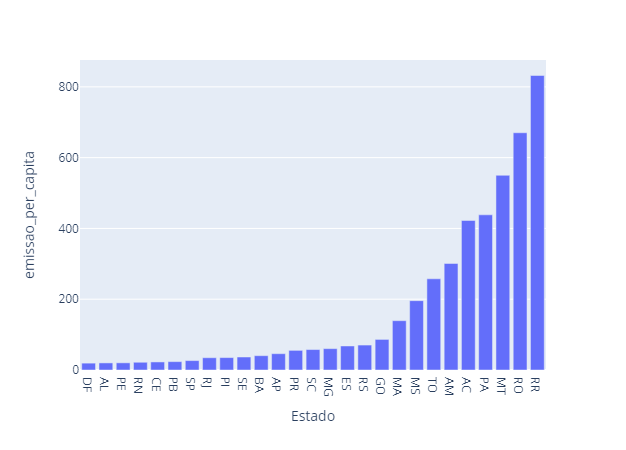 800
600
400
200
0
emissao_per_capita
DF AL PE RN CE PB SP RJ PI SE BA AP PR SC MG ES RS GO MA MS TO AM AC PA MT RO RR
Estado